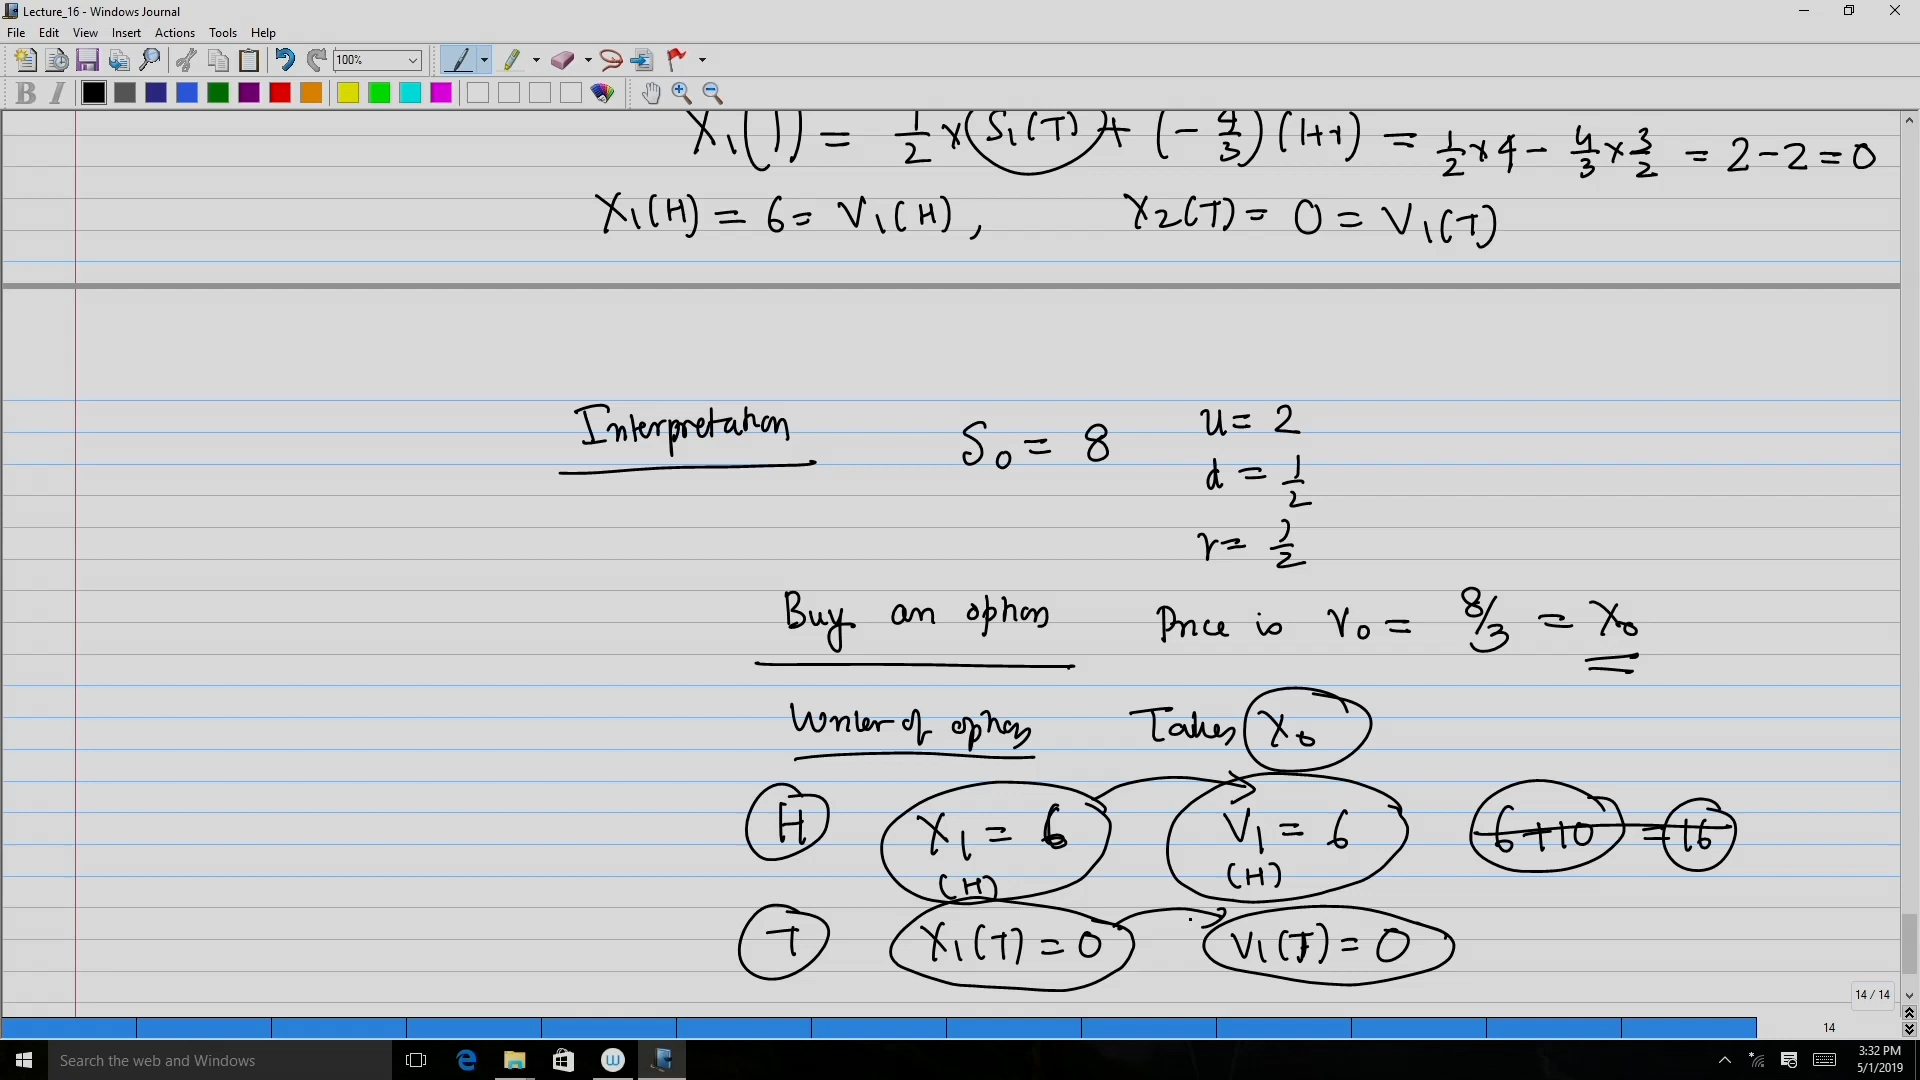 Lecture_16 - Windows Journal
File Edit View Insert Actions Tools Help
100%
B I
X₁(T) = 1/2 × (S₁(T)) + (-4/3)(1+r) = 1/2 × 4 - 4/3 × 3/2 = 2-2 = 0
X₁(H) = 6 = V₁(H), X₂(T) = 0 = V₁(T)
Interpretation S₀ = 8 u = 2
d = 1/2
r = 1/2
Buy an option Price is V₀ = 8/3 = X₀
Writer of option Takes X₀
H X₁ = 6 V₁ = 6 6+10 = 16
(H) (H)
T X₁(T) = 0 V₁(T) = 0
14 / 14
14
Search the web and Windows
3:32 PM
5/1/2019